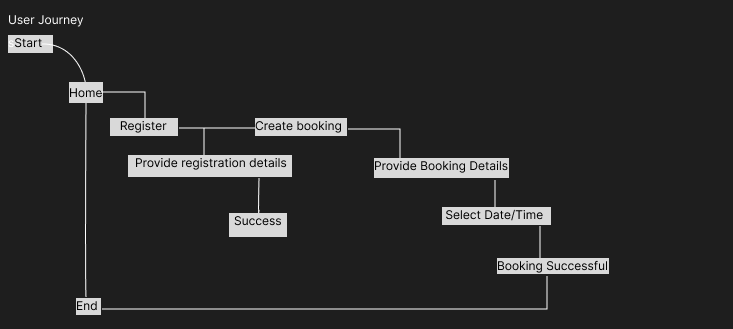 User Journey
Start
Home
Register
Create booking
Provide registration details
Provide Booking Details
Success
Select Date/Time
Booking Successful
End